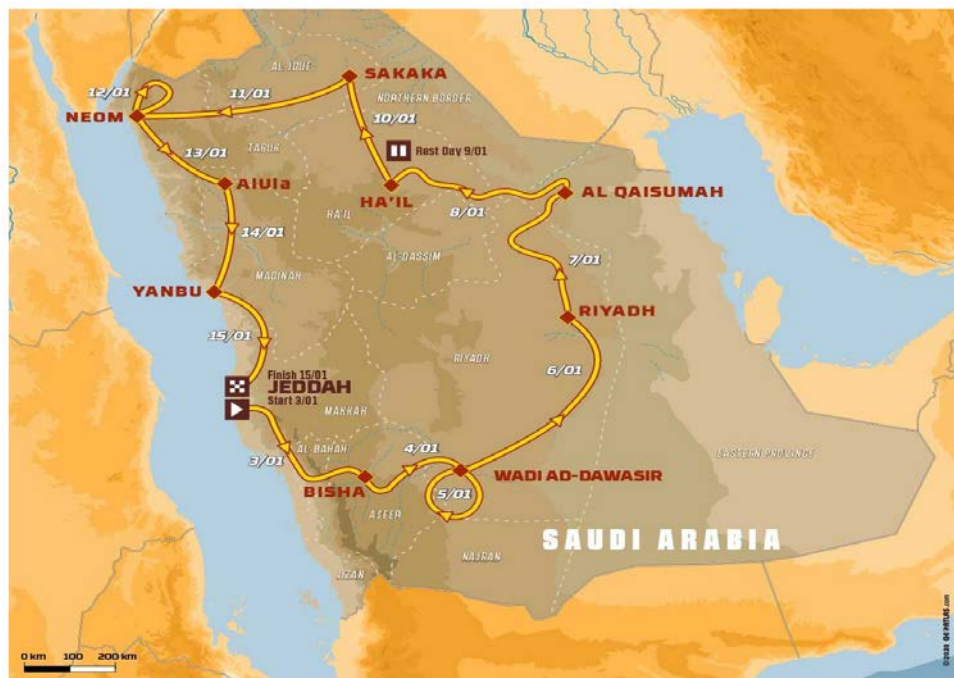 AL-JOUF
SAKAKA
12/01
11/01
NORTHERN BORDER
NEOM
10/01
TABUK
Rest Day 9/01
13/01
AlUla
HA'IL
8/01
AL QAISUMAH
HA'IL
14/01
AL-QASSIM
7/01
MADINAH
YANBU
RIYADH
15/01
RIYADH
6/01
Finish 15/01
JEDDAH
Start 3/01
MAKKAH
3/01
AL-BAHAH
4/01
EASTERN PROVINCE
BISHA
WADI AD-DAWASIR
5/01
ASEER
SAUDI ARABIA
NAJRAN
JIZAN
0 km
100
200 km